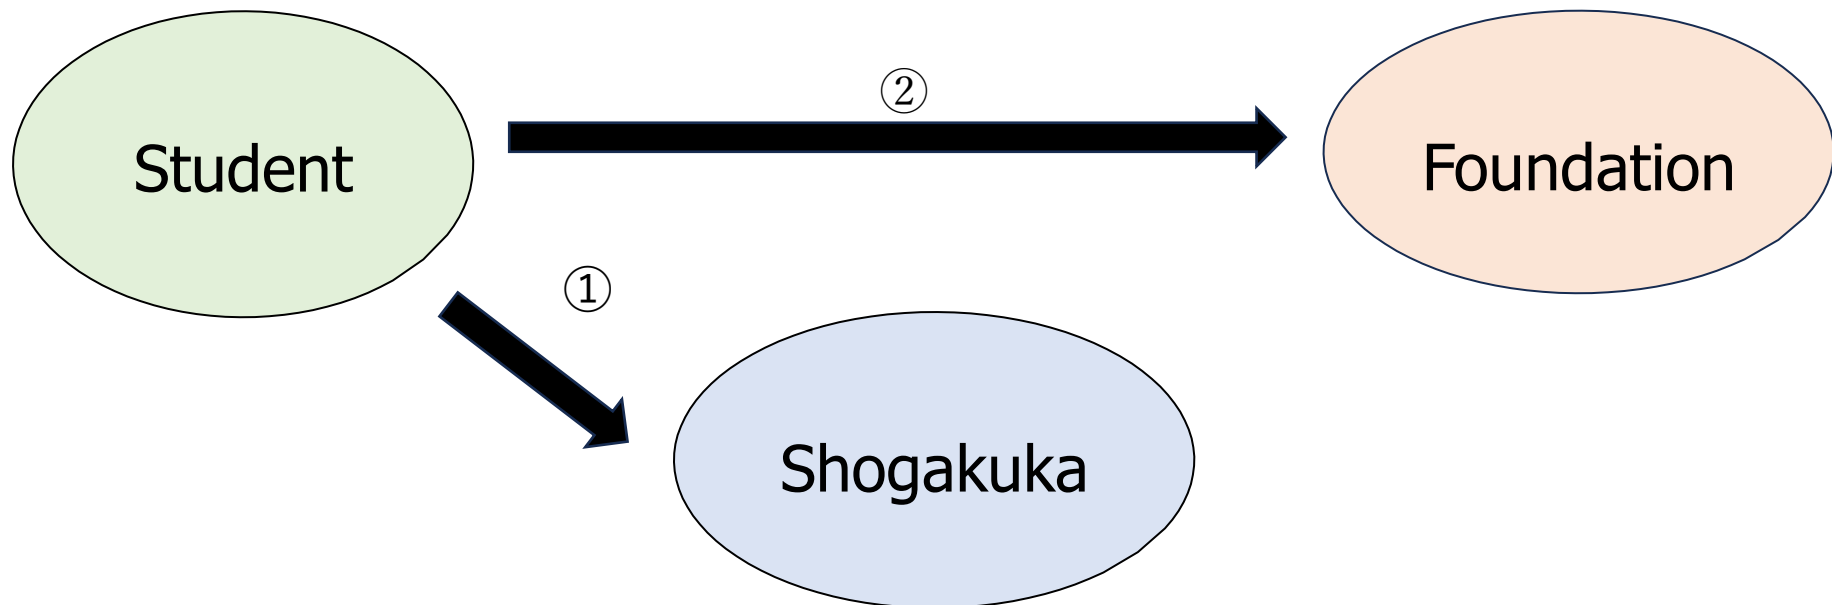 ②
Student
Foundation
①
Shogakuka